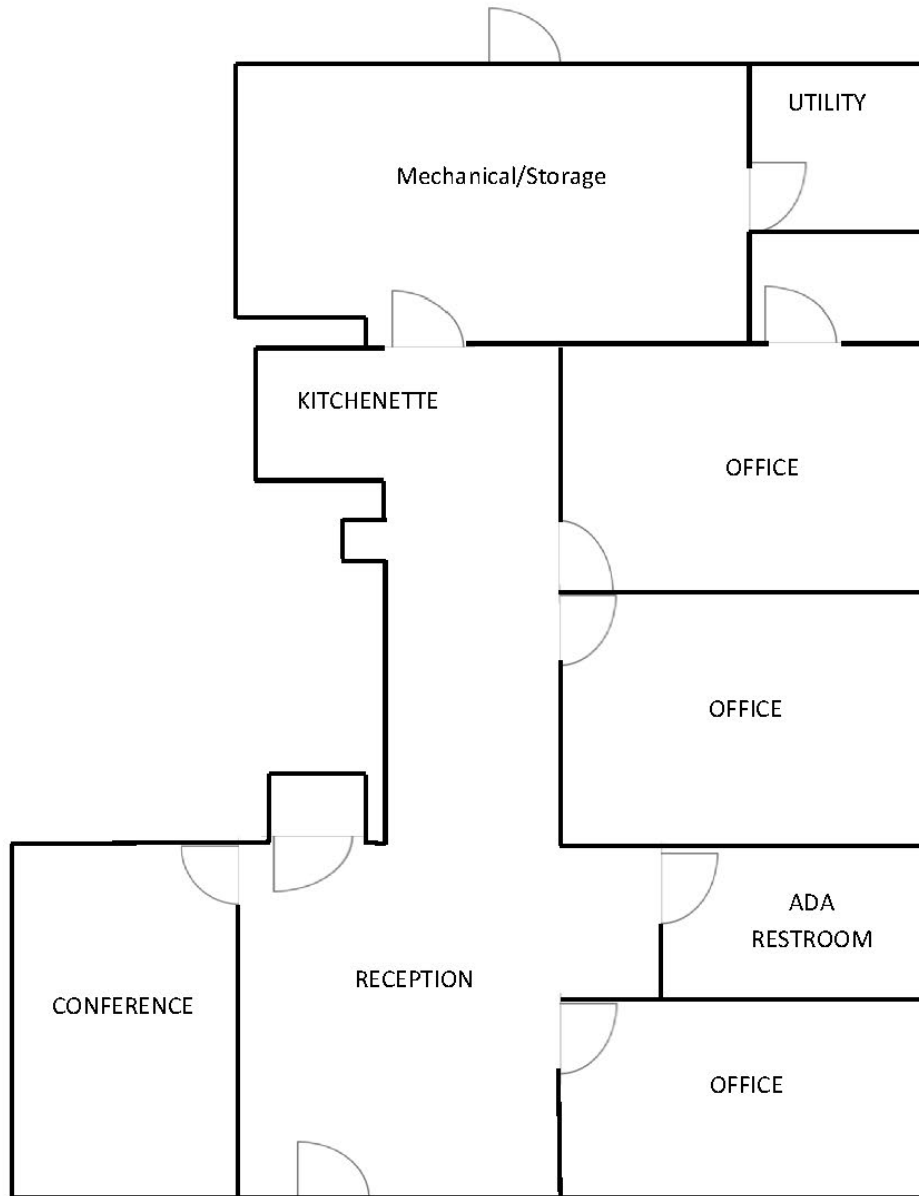 UTILITY
Mechanical/Storage
KITCHENETTE
OFFICE
OFFICE
ADA
RESTROOM
RECEPTION
CONFERENCE
OFFICE